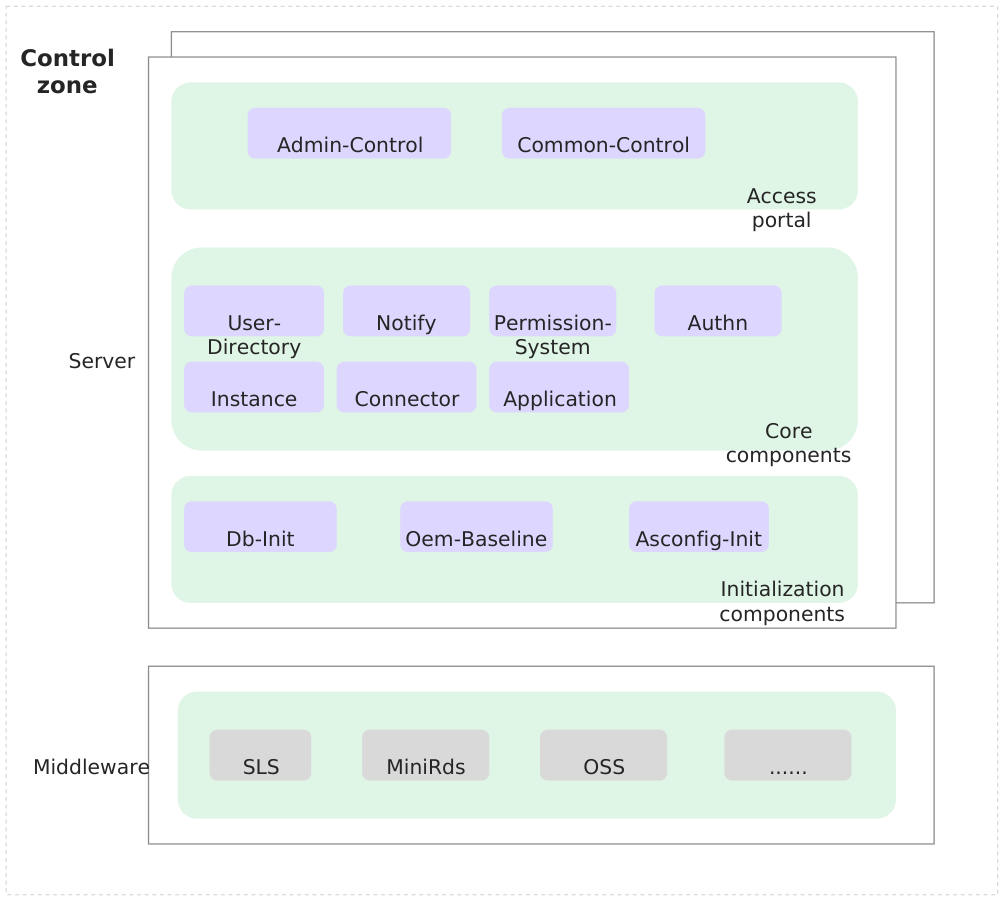 Control
zone
Admin-Control
Common-Control
Access
portal
User-
Directory
Notify
Permission-
System
Authn
Server
Instance
Connector
Application
Core
components
Db-Init
Oem-Baseline
Asconfig-Init
Initialization
components
Middleware
SLS
MiniRds
OSS
......